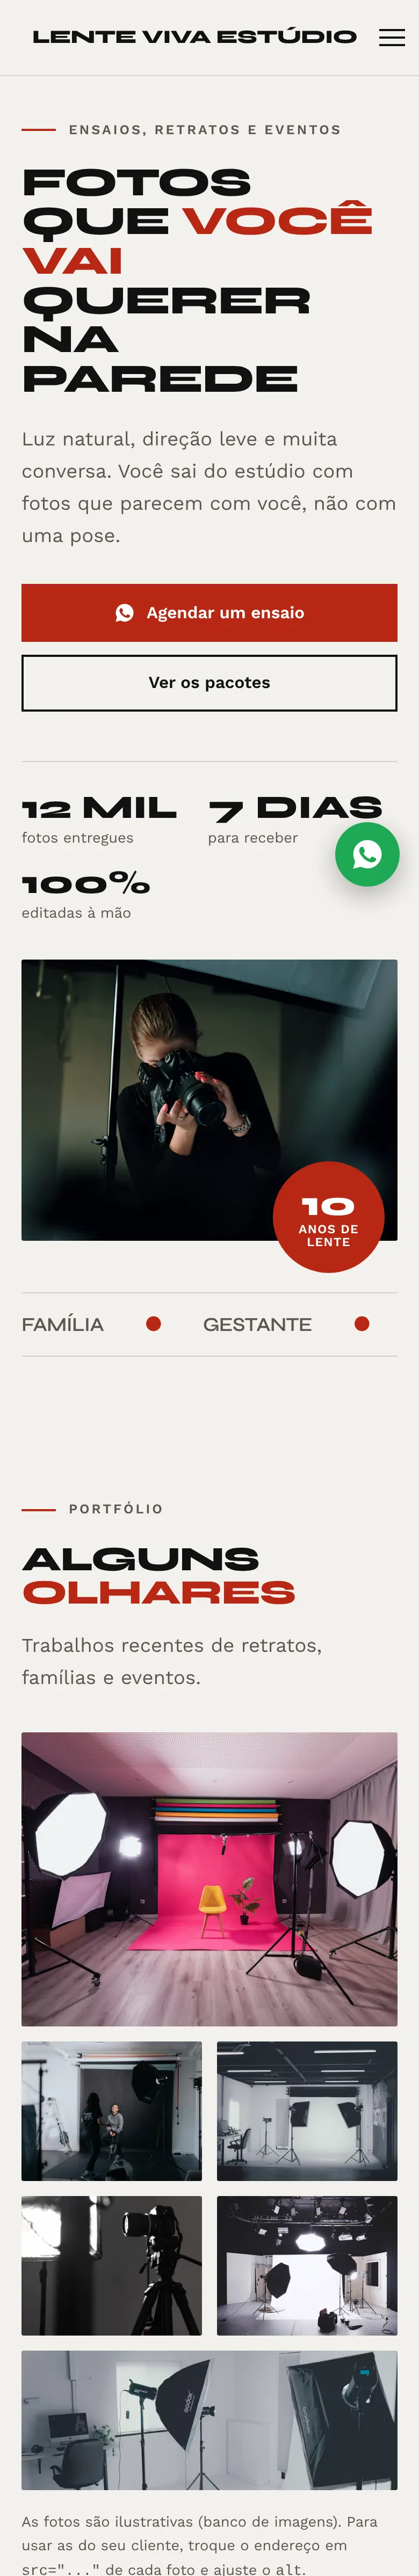 LENTE VIVA ESTÚDIO
ENSAIOS, RETRATOS E EVENTOS
FOTOS
QUE VOCÊ
VAI
QUERER
NA
PAREDE
Luz natural, direção leve e muita
conversa. Você sai do estúdio com
fotos que parecem com você, não com
uma pose.
Agendar um ensaio
Ver os pacotes
12 MIL
fotos entregues
7 DIAS
para receber
100%
editadas à mão
10
ANOS DE
LENTE
FAMÍLIA
GESTANTE
PORTFÓLIO
ALGUNS
OLHARES
Trabalhos recentes de retratos,
famílias e eventos.
As fotos são ilustrativas (banco de imagens). Para
usar as do seu cliente, troque o endereço em
src="..." de cada foto e ajuste o alt.